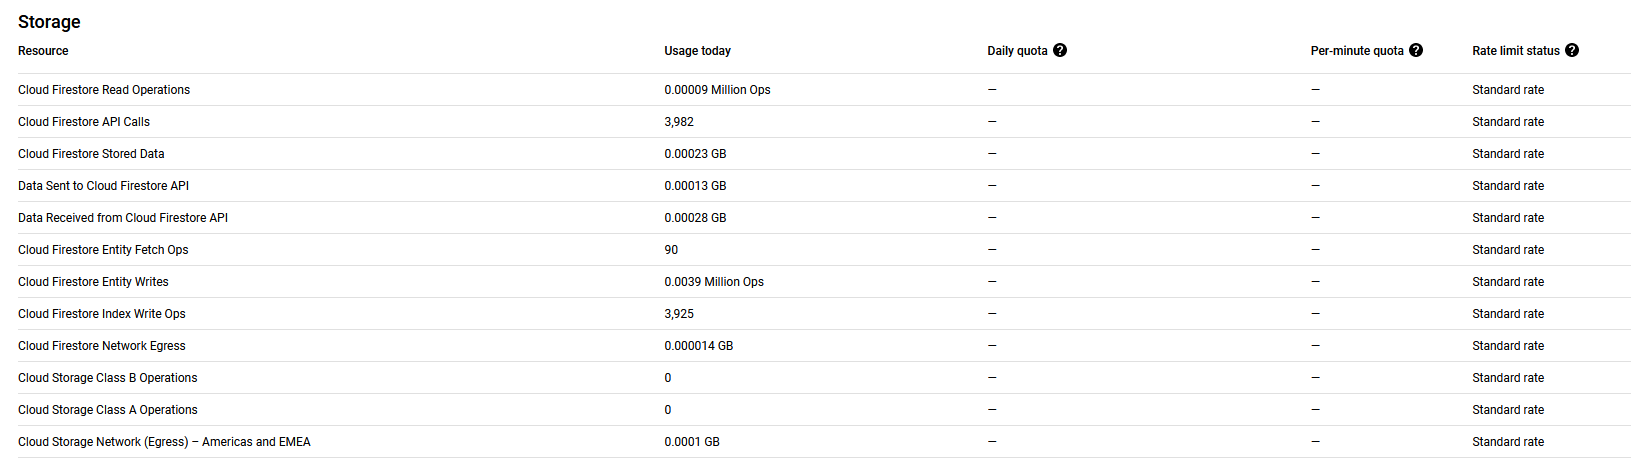 Storage
Resource Usage today Daily quota ? Per-minute quota ? Rate limit status ?
Cloud Firestore Read Operations 0.00009 Million Ops — — Standard rate
Cloud Firestore API Calls 3,982 — — Standard rate
Cloud Firestore Stored Data 0.00023 GB — — Standard rate
Data Sent to Cloud Firestore API 0.00013 GB — — Standard rate
Data Received from Cloud Firestore API 0.00028 GB — — Standard rate
Cloud Firestore Entity Fetch Ops 90 — — Standard rate
Cloud Firestore Entity Writes 0.0039 Million Ops — — Standard rate
Cloud Firestore Index Write Ops 3,925 — — Standard rate
Cloud Firestore Network Egress 0.000014 GB — — Standard rate
Cloud Storage Class B Operations 0 — — Standard rate
Cloud Storage Class A Operations 0 — — Standard rate
Cloud Storage Network (Egress) – Americas and EMEA 0.0001 GB — — Standard rate